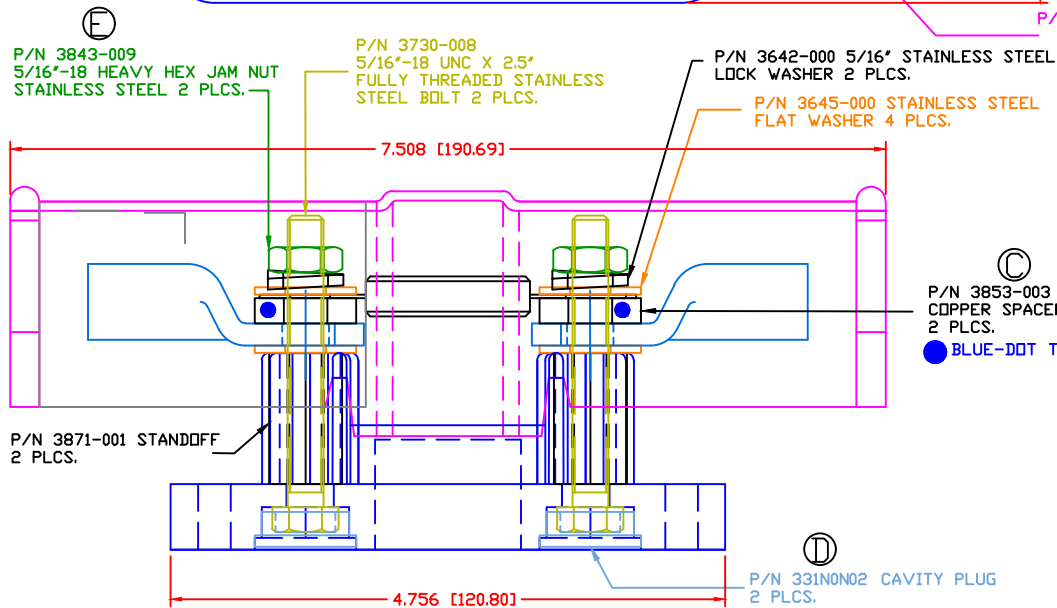 P/
E
P/N 3843-009
5/16"-18 HEAVY HEX JAM NUT
STAINLESS STEEL 2 PLCS.
P/N 3730-008
5/16"-18 UNC X 2.5"
FULLY THREADED STAINLESS
STEEL BOLT 2 PLCS.
P/N 3642-000 5/16" STAINLESS STEEL
LOCK WASHER 2 PLCS.
P/N 3645-000 STAINLESS STEEL
FLAT WASHER 4 PLCS.
7.508 [190.69]
C
P/N 3853-003
COPPER SPACE
2 PLCS.
BLUE-DOT T
P/N 3871-001 STANDOFF
2 PLCS.
D
P/N 331N0N02 CAVITY PLUG
2 PLCS.
4.756 [120.80]